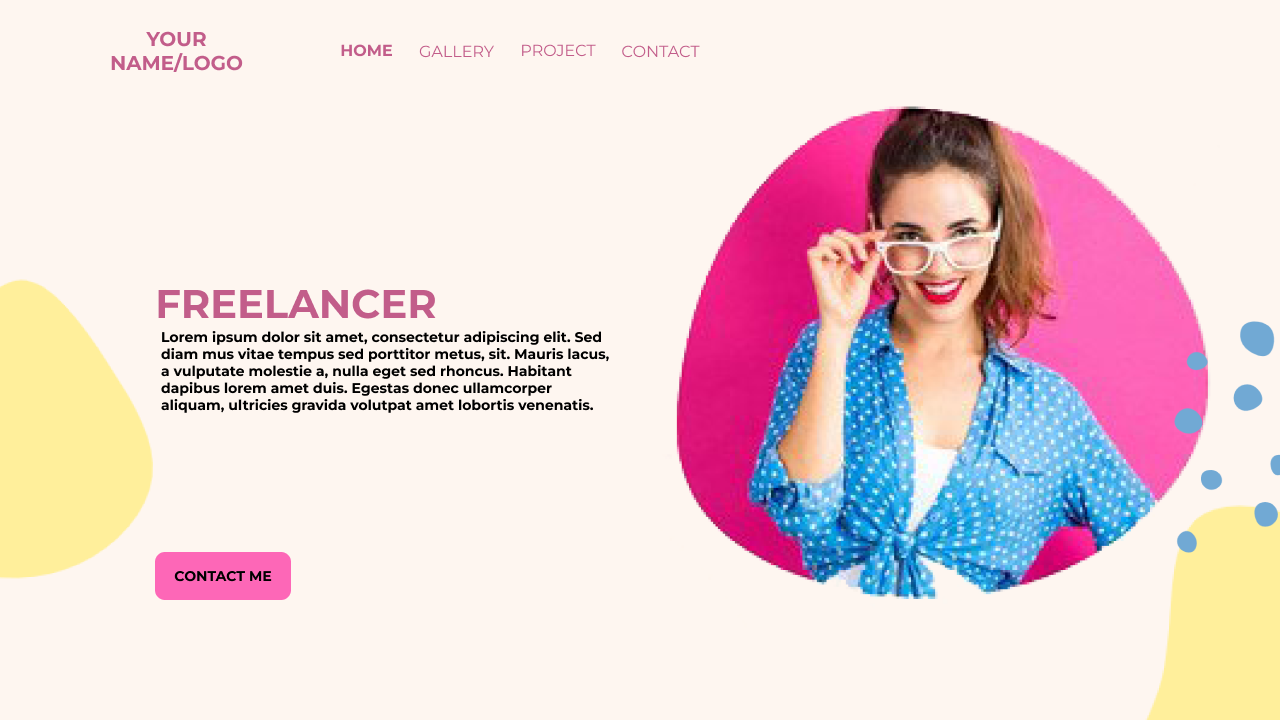 YOUR
NAME/LOGO
HOME GALLERY PROJECT CONTACT
FREELANCER
Lorem ipsum dolor sit amet, consectetur adipiscing elit. Sed
diam mus vitae tempus sed porttitor metus, sit. Mauris lacus,
a vulputate molestie a, nulla eget sed rhoncus. Habitant
dapibus lorem amet duis. Egestas donec ullamcorper
aliquam, ultricies gravida volutpat amet lobortis venenatis.
CONTACT ME